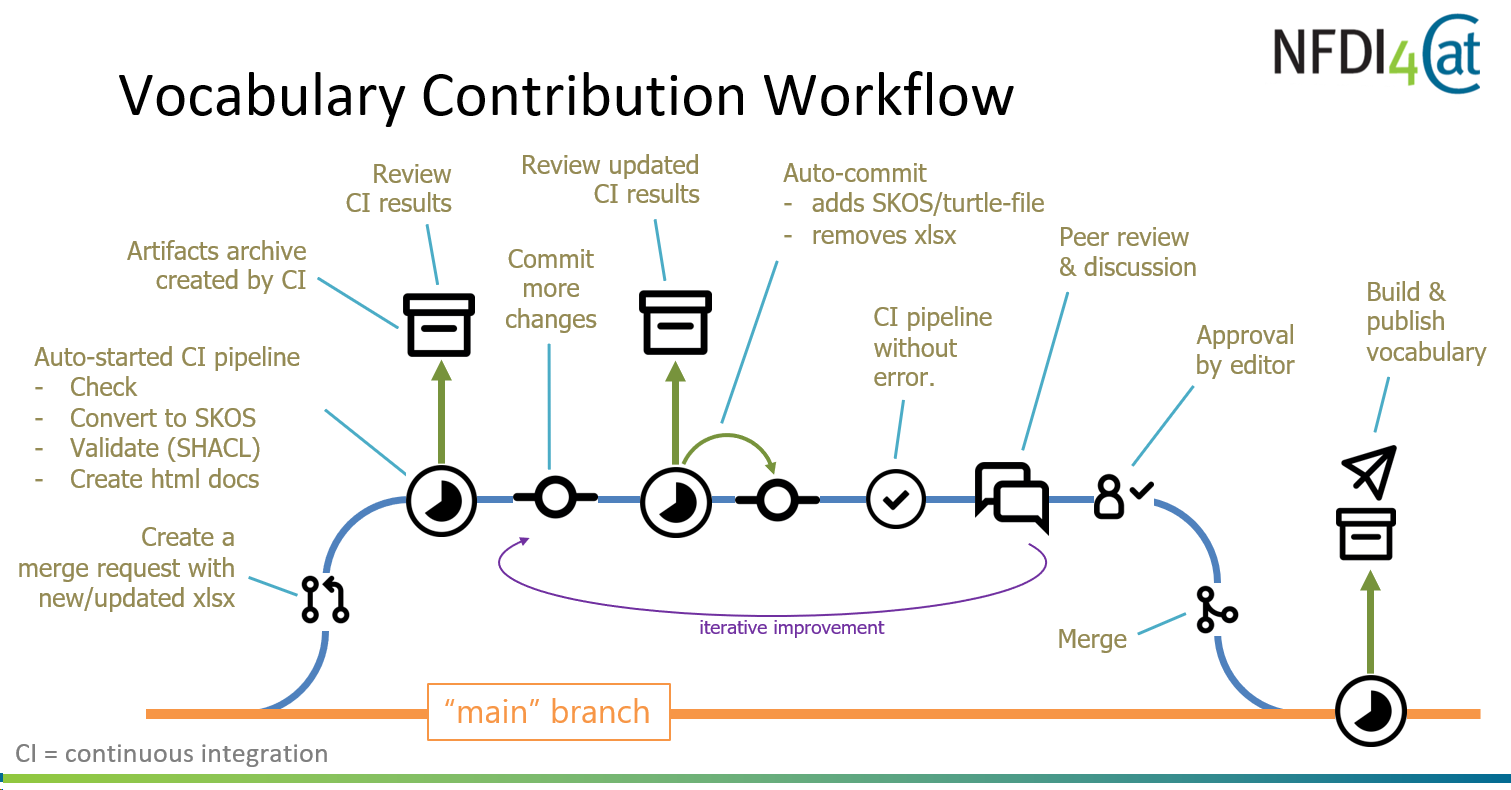 NFDI4Cat
Vocabulary Contribution Workflow
Review
CI results
Review updated
CI results
Auto-commit
- adds SKOS/turtle-file
- removes xlsx
Artifacts archive
created by CI
Commit
more
changes
Peer review
& discussion
CI pipeline
without
error.
Approval
by editor
Build &
publish
vocabulary
Auto-started CI pipeline
- Check
- Convert to SKOS
- Validate (SHACL)
- Create html docs
Create a
merge request with
new/updated xlsx
iterative improvement
Merge
“main” branch
CI = continuous integration